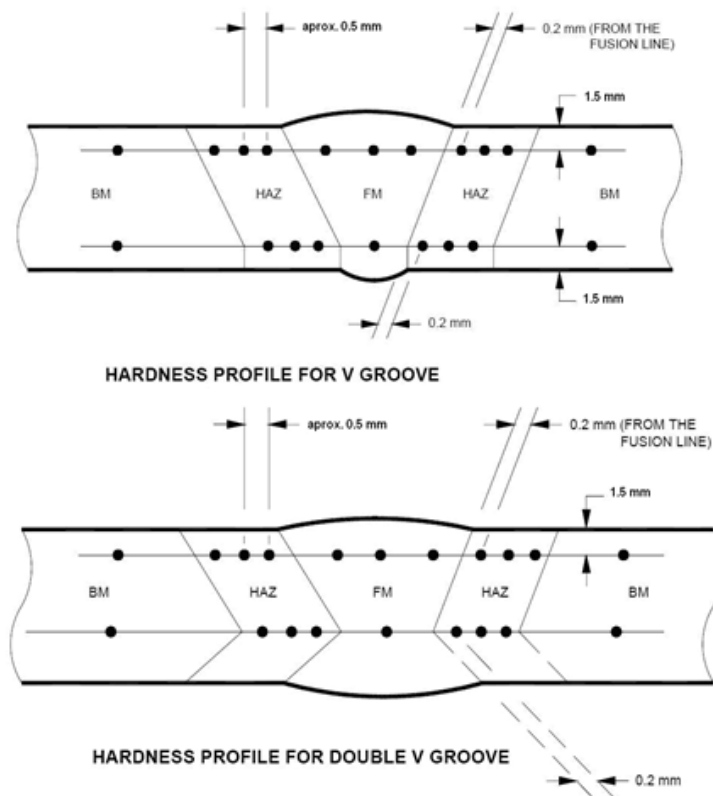 aprox. 0.5 mm
0.2 mm (FROM THE
FUSION LINE)
1.5 mm
BM
HAZ
FM
HAZ
BM
1.5 mm
0.2 mm
HARDNESS PROFILE FOR V GROOVE
aprox. 0.5 mm
0.2 mm (FROM THE
FUSION LINE)
1.5 mm
BM
HAZ
FM
HAZ
BM
HARDNESS PROFILE FOR DOUBLE V GROOVE
0.2 mm